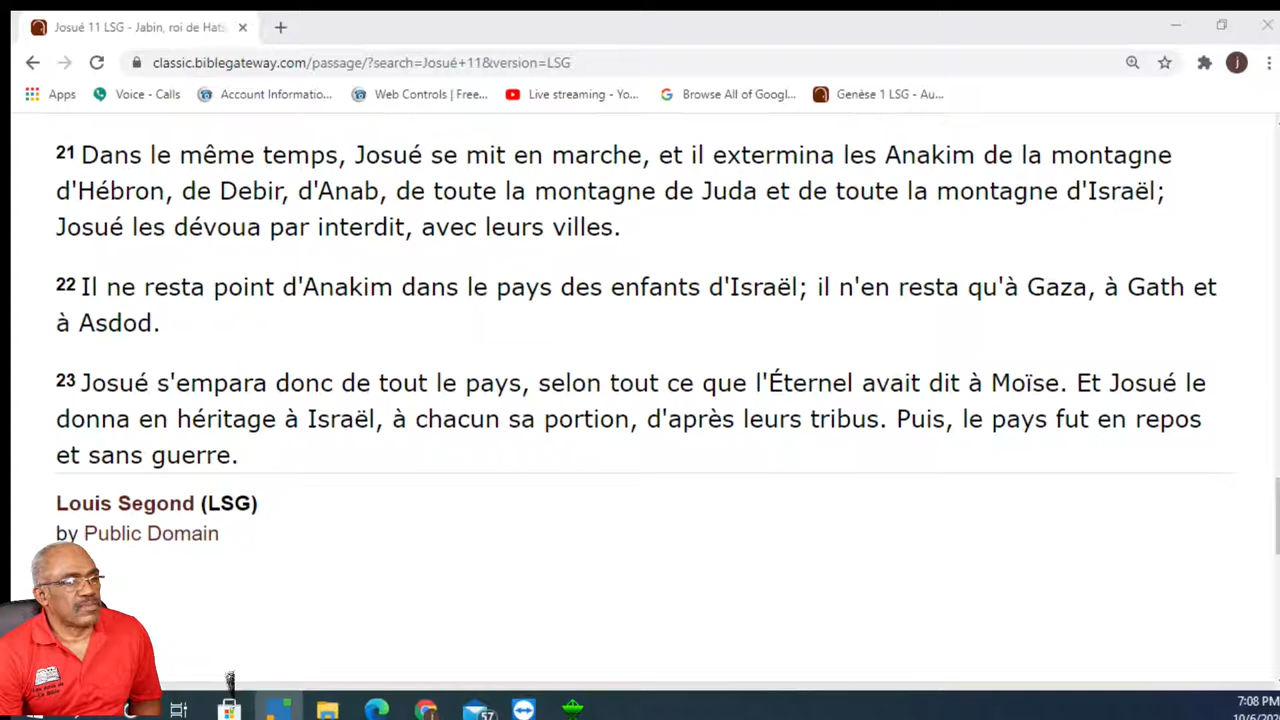 Josué 11 LSG - Jabin, roi de Hats
classic.biblegateway.com/passage/?search=Josué+11&version=LSG
j
Apps
Voice - Calls
Account Informatio...
Web Controls | Free...
Live streaming - Yo...
Browse All of Googl...
Genèse 1 LSG - Au...
21 Dans le même temps, Josué se mit en marche, et il extermina les Anakim de la montagne
d'Hébron, de Debir, d'Anab, de toute la montagne de Juda et de toute la montagne d'Israël;
Josué les dévoua par interdit, avec leurs villes.
22 Il ne resta point d'Anakim dans le pays des enfants d'Israël; il n'en resta qu'à Gaza, à Gath et
à Asdod.
23 Josué s'empara donc de tout le pays, selon tout ce que l'Éternel avait dit à Moïse. Et Josué le
donna en héritage à Israël, à chacun sa portion, d'après leurs tribus. Puis, le pays fut en repos
et sans guerre.
Louis Segond (LSG)
by Public Domain
57
7:08 PM